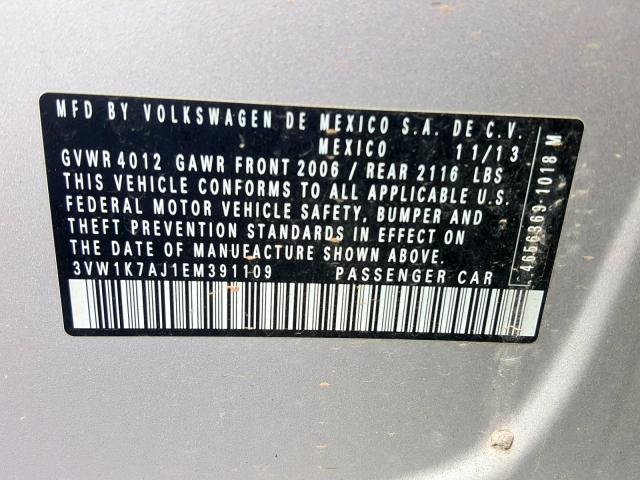 MFD BY VOLKSWAGEN DE MEXICO S.A. DE C.V.
MEXICO 11/13
GVWR 4012 GAWR FRONT 2006 / REAR 2116 LBS
THIS VEHICLE CONFORMS TO ALL APPLICABLE U.S.
FEDERAL MOTOR VEHICLE SAFETY, BUMPER AND
THEFT PREVENTION STANDARDS IN EFFECT ON
THE DATE OF MANUFACTURE SHOWN ABOVE.
3VW1K7AJ1EM391109 PASSENGER CAR
4656369 1018 M